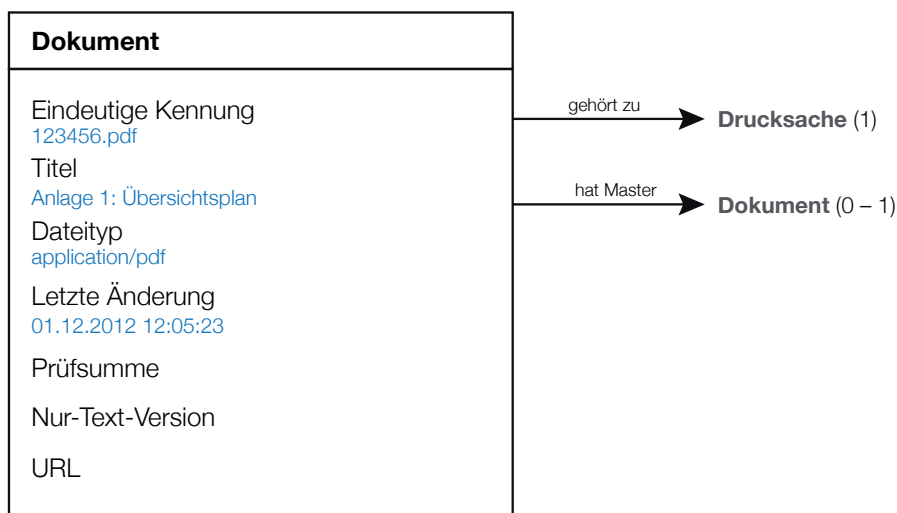 Dokument
Eindeutige Kennung
123456.pdf
Titel
Anlage 1: Übersichtsplan
Dateityp
application/pdf
Letzte Änderung
01.12.2012 12:05:23
Prüfsumme
Nur-Text-Version
URL
gehört zu
Drucksache (1)
hat Master
Dokument (0 – 1)